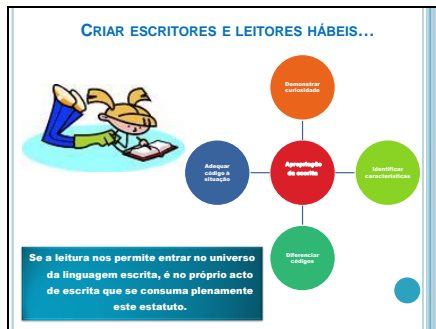 CRIAR ESCRITORES E LEITORES HÁBEIS...
Demonstrar
curiosidade
Adequar
código à
situação
Apropriação
da escrita
Identificar
características
Diferenciar
códigos
Se a leitura nos permite entrar no universo
da linguagem escrita, é no próprio acto
de escrita que se consuma plenamente
este estatuto.